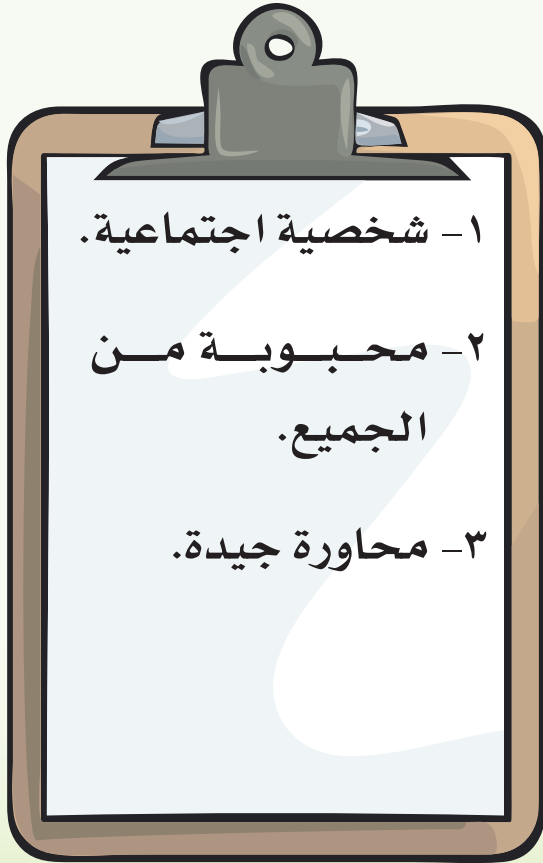 ١- شخصية اجتماعية.
٢- محبوبة من
الجميع.
٣- محاورة جيدة.